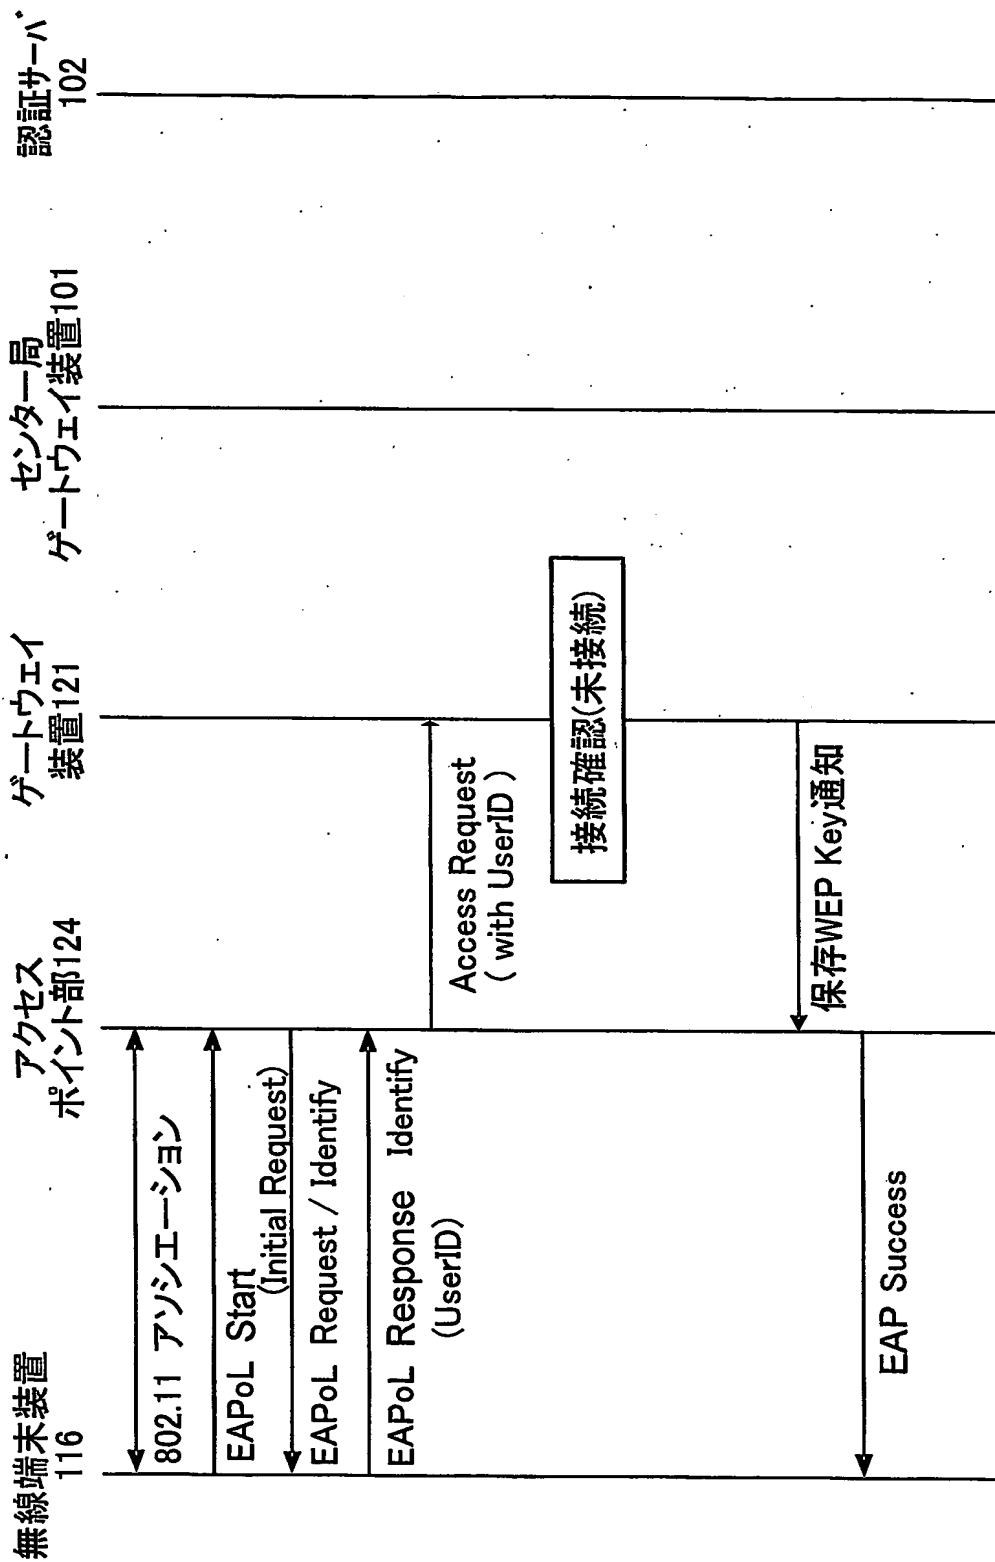 無線端末装置
116
アクセス
ポイント部124
ゲートウェイ
装置121
センター局
ゲートウェイ装置101
認証サーバ
102
802.11 アソシエーション
EAPoL Start
(Initial Request)
EAPoL Request / Identify
EAPoL Response Identify
(UserID)
Access Request
( with UserID )
接続確認(未接続)
保存WEP Key通知
EAP Success